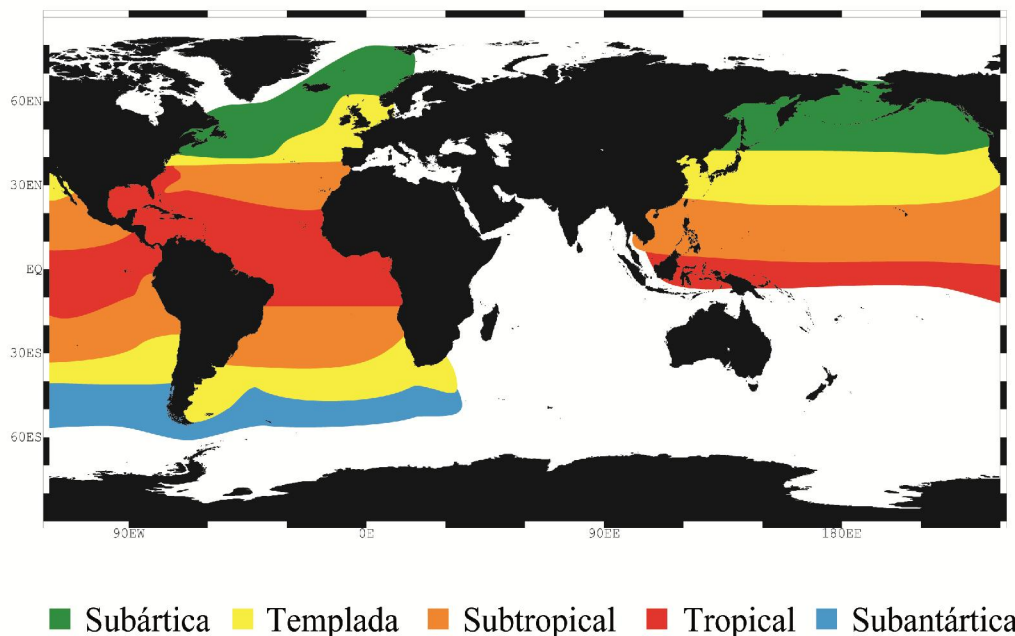 60EN
30EN
EQ
30ES
60ES
90EW 0E 90EE 180EE
Subártica Templada Subtropical Tropical Subantártica